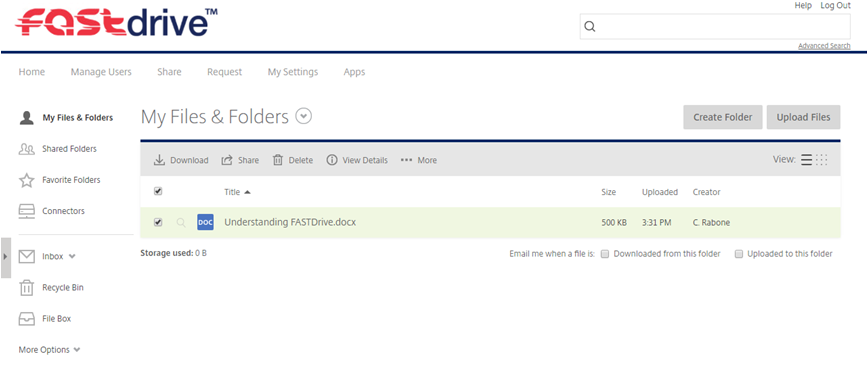 FASTdrive™
Help Log Out
Advanced Search
Home Manage Users Share Request My Settings Apps
My Files & Folders
Shared Folders
Favorite Folders
Connectors
Inbox
Recycle Bin
File Box
More Options
My Files & Folders
Create Folder Upload Files
Download Share Delete View Details More View:
Title Size Uploaded Creator
DOC Understanding FASTDrive.docx 500 KB 3:31 PM C. Rabone
Storage used: 0 B Email me when a file is: Downloaded from this folder Uploaded to this folder